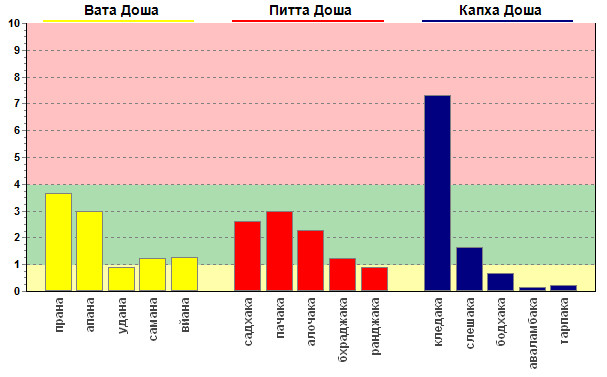 Вата Доша
Питта Доша
Капха Доша
10
9
8
7
6
5
4
3
2
1
0
прана
апана
удана
самана
вйана
садхака
пачака
алочака
бхраджака
ранджака
кледака
слешака
бодхака
аваламбака
тарпака